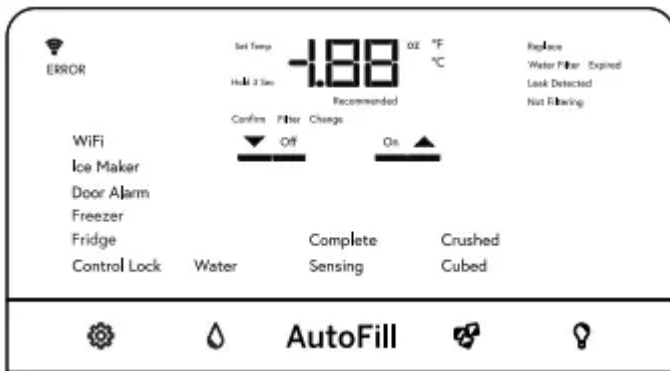 ERROR
Set Temp
Hold 3 Sec
-1.88 oz °F
°C
Recommended
Confirm Filter Change
Off On
Replace
Water Filter Expired
Leak Detected
Not Filtering
WiFi
Ice Maker
Door Alarm
Freezer
Fridge Complete Crushed
Control Lock Water Sensing Cubed
AutoFill